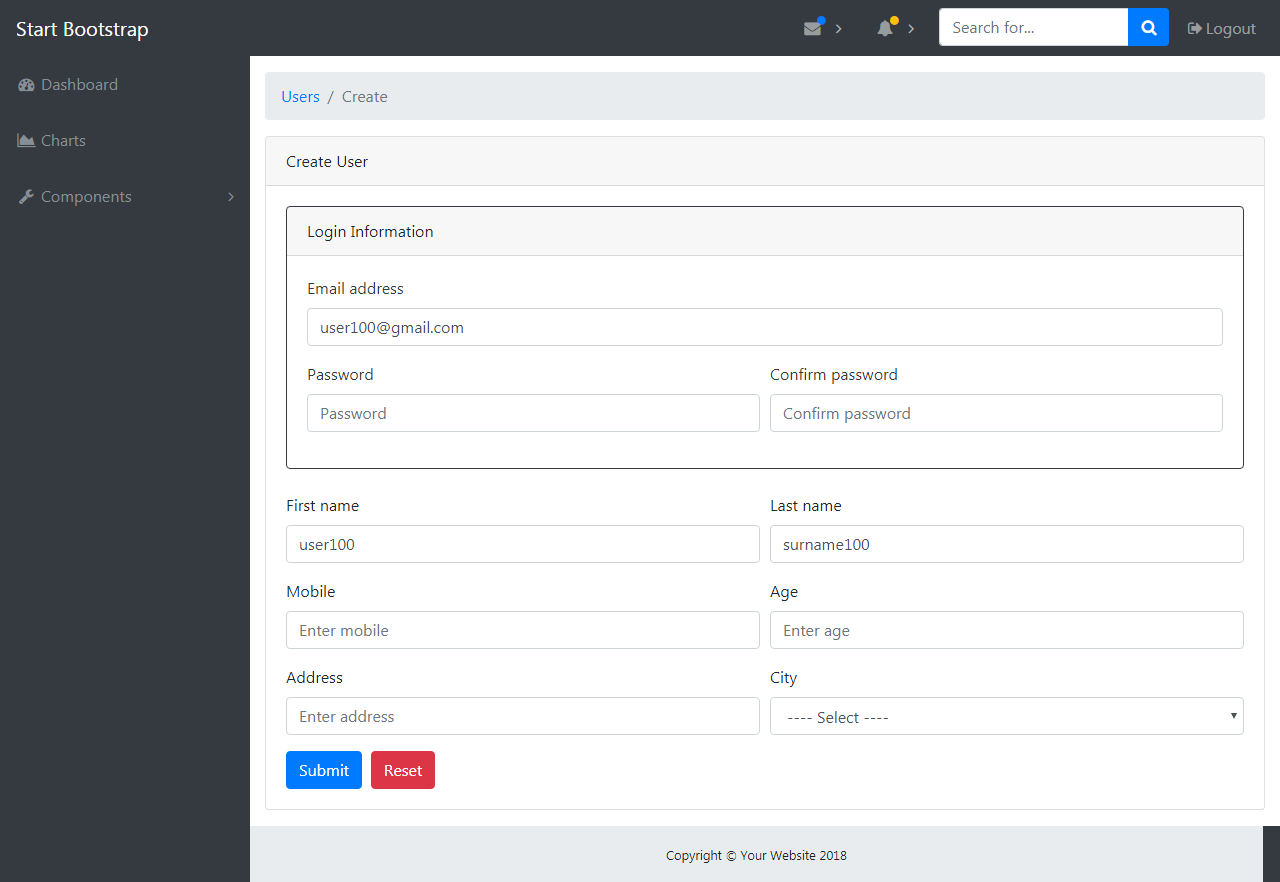 Start Bootstrap
Search for...
Logout
Dashboard
Charts
Components
Users / Create
Create User
Login Information
Email address
user100@gmail.com
Password Confirm password
Password Confirm password
First name Last name
user100 surname100
Mobile Age
Enter mobile Enter age
Address City
Enter address ---- Select ----
Submit Reset
Copyright © Your Website 2018